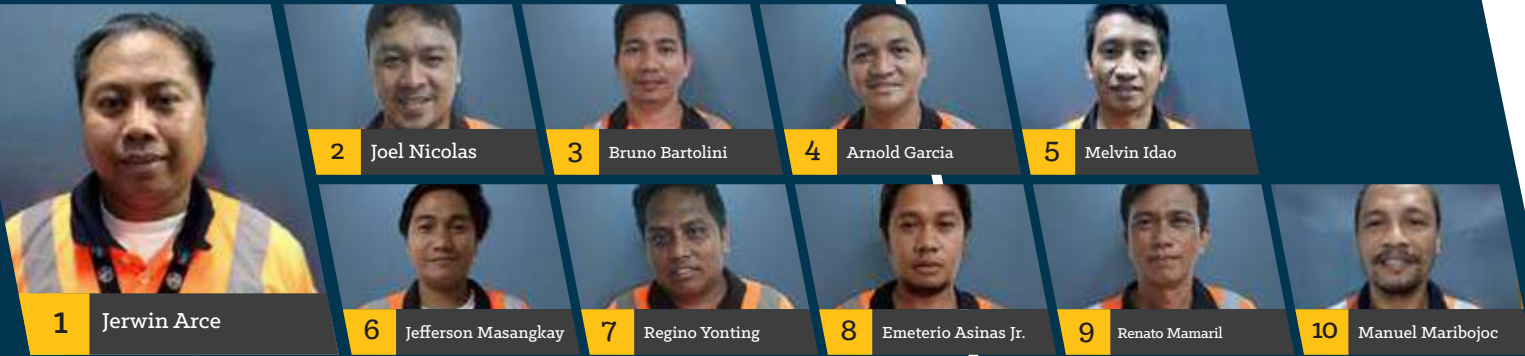 1 Jerwin Arce
2 Joel Nicolas
3 Bruno Bartolini
4 Arnold Garcia
5 Melvin Idao
6 Jefferson Masangkay
7 Regino Yonting
8 Emeterio Asinas Jr.
9 Renato Mamaril
10 Manuel Maribojoc